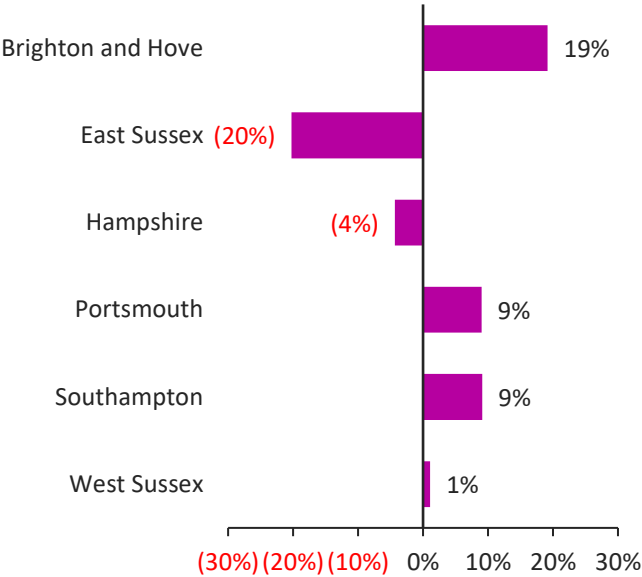 Brighton and Hove 19%
East Sussex (20%)
Hampshire (4%)
Portsmouth 9%
Southampton 9%
West Sussex 1%
(30%) (20%) (10%) 0% 10% 20% 30%